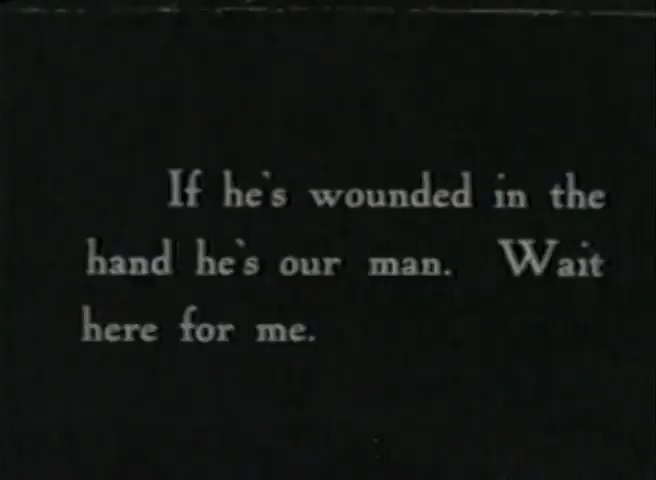 If he's wounded in the
hand he's our man. Wait
here for me.